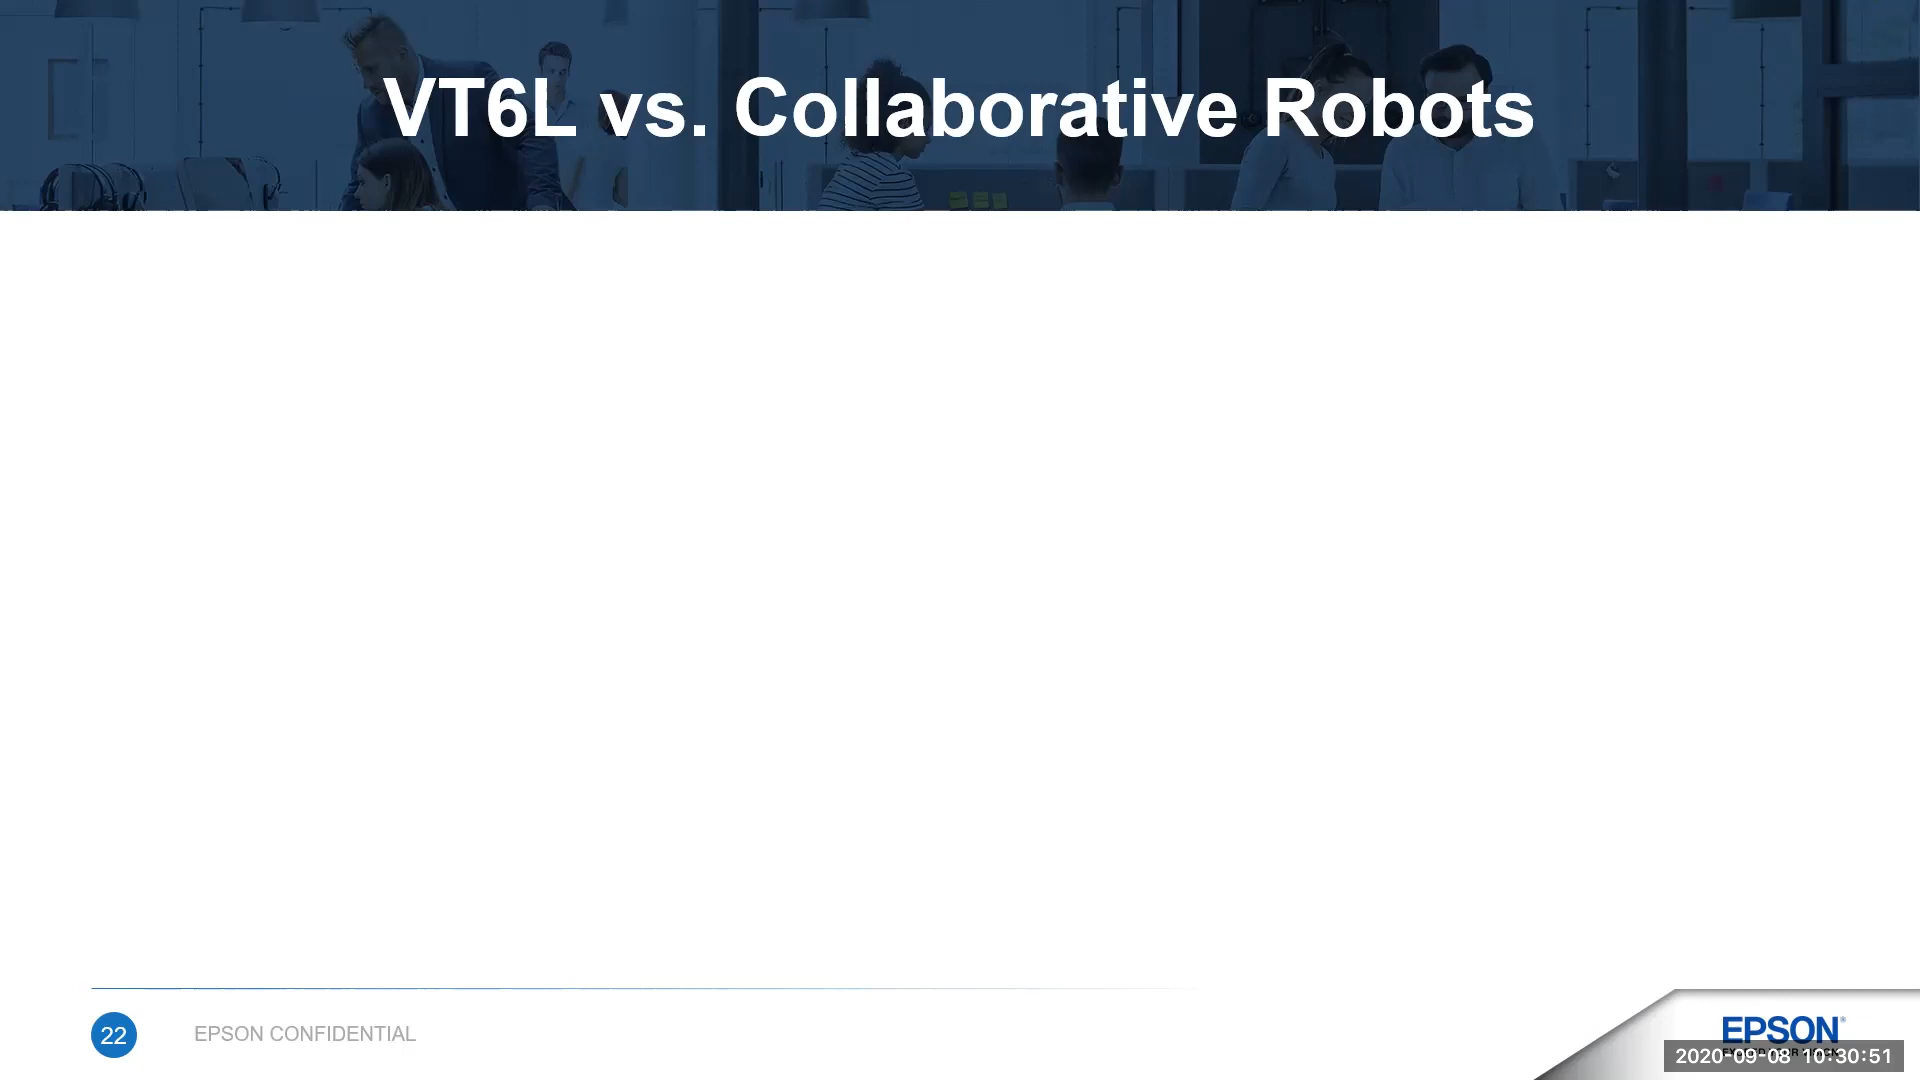 VT6L vs. Collaborative Robots
22
EPSON CONFIDENTIAL
EPSON®
2020-09-08 10:30:51